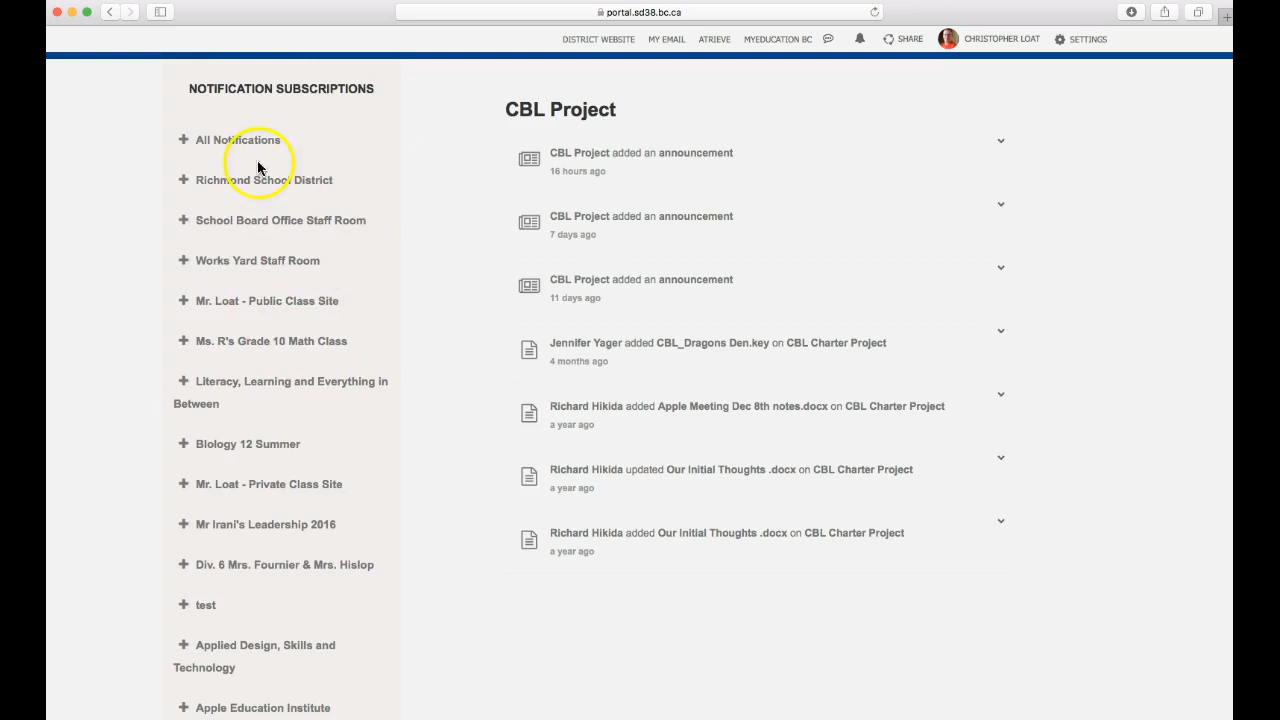 portal.sd38.bc.ca
DISTRICT WEBSITE MY EMAIL ATRIEVE MYEDUCATION BC SHARE CHRISTOPHER LOAT SETTINGS
NOTIFICATION SUBSCRIPTIONS
All Notifications
Richmond School District
School Board Office Staff Room
Works Yard Staff Room
Mr. Loat - Public Class Site
Ms. R's Grade 10 Math Class
Literacy, Learning and Everything in
Between
Biology 12 Summer
Mr. Loat - Private Class Site
Mr Irani's Leadership 2016
Div. 6 Mrs. Fournier & Mrs. Hislop
test
Applied Design, Skills and
Technology
Apple Education Institute
CBL Project
CBL Project added an announcement
16 hours ago
CBL Project added an announcement
7 days ago
CBL Project added an announcement
11 days ago
Jennifer Yager added CBL_Dragons Den.key on CBL Charter Project
4 months ago
Richard Hikida added Apple Meeting Dec 8th notes.docx on CBL Charter Project
a year ago
Richard Hikida updated Our Initial Thoughts .docx on CBL Charter Project
a year ago
Richard Hikida added Our Initial Thoughts .docx on CBL Charter Project
a year ago